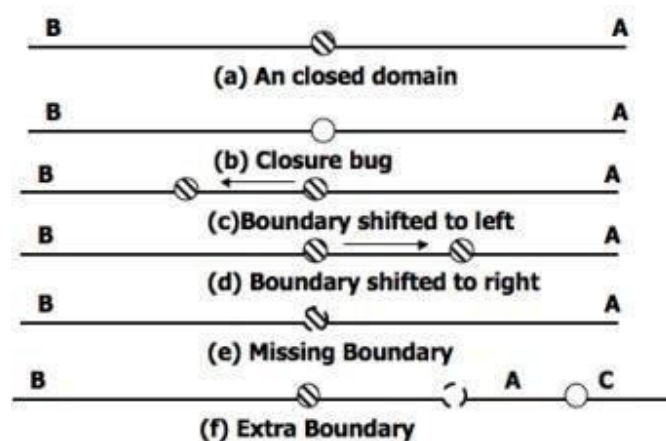 B A
(a) An closed domain
B A
(b) Closure bug
B A
(c)Boundary shifted to left
B A
(d) Boundary shifted to right
B A
(e) Missing Boundary
B A C
(f) Extra Boundary